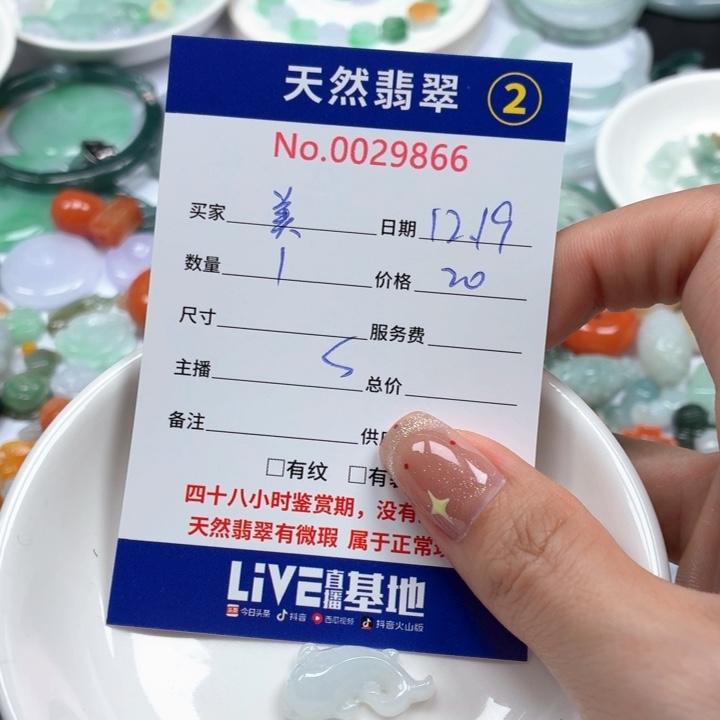 天然翡翠 2
No.0029866
买家 美 日期 12.19
数量 1 价格 20
尺寸 服务费
主播 总价
备注 供
□有纹 □有
四十八小时鉴赏期，没有
天然翡翠有微瑕 属于正常
LiVE直播基地
今日头条 抖音 西瓜视频 抖音火山版